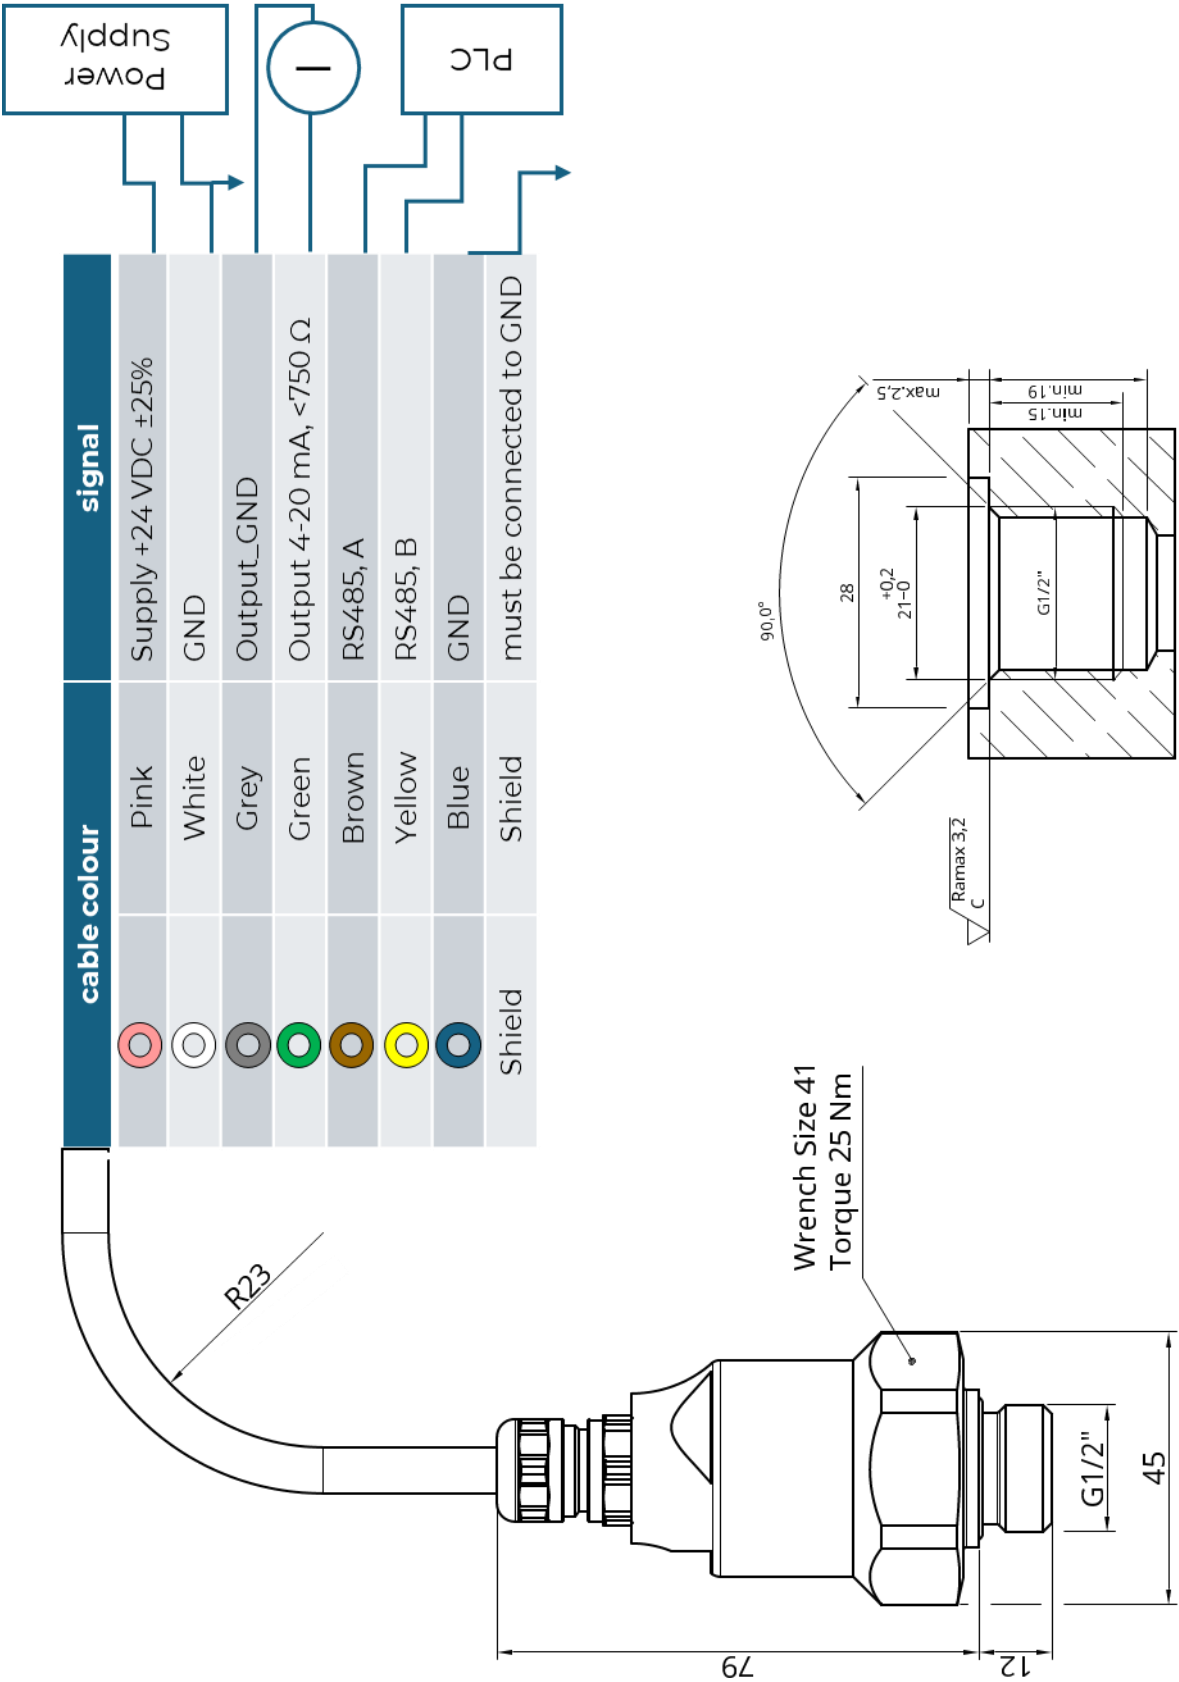 Power
Supply
I
PLC
cable colour signal
Pink Supply +24 VDC ±25%
White GND
Grey Output_GND
Green Output 4-20 mA, <750 Ω
Brown RS485, A
Yellow RS485, B
Blue GND
Shield Shield must be connected to GND
R23
Wrench Size 41
Torque 25 Nm
G1/2"
45
79
12
90,0°
28
+0,2
21-0
G1/2"
max.2,5
min.15
min.19
Ramax 3,2
C